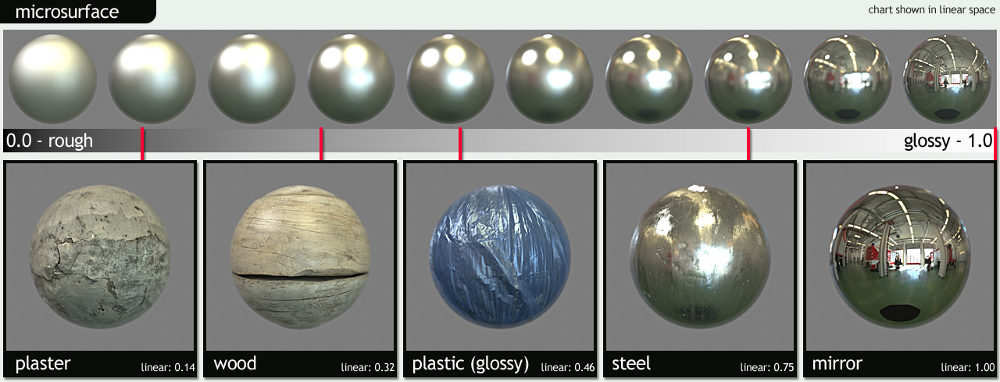 microsurface
chart shown in linear space
0.0 - rough
glossy - 1.0
plaster
linear: 0.14
wood
linear: 0.32
plastic (glossy)
linear: 0.46
steel
linear: 0.75
mirror
linear: 1.00